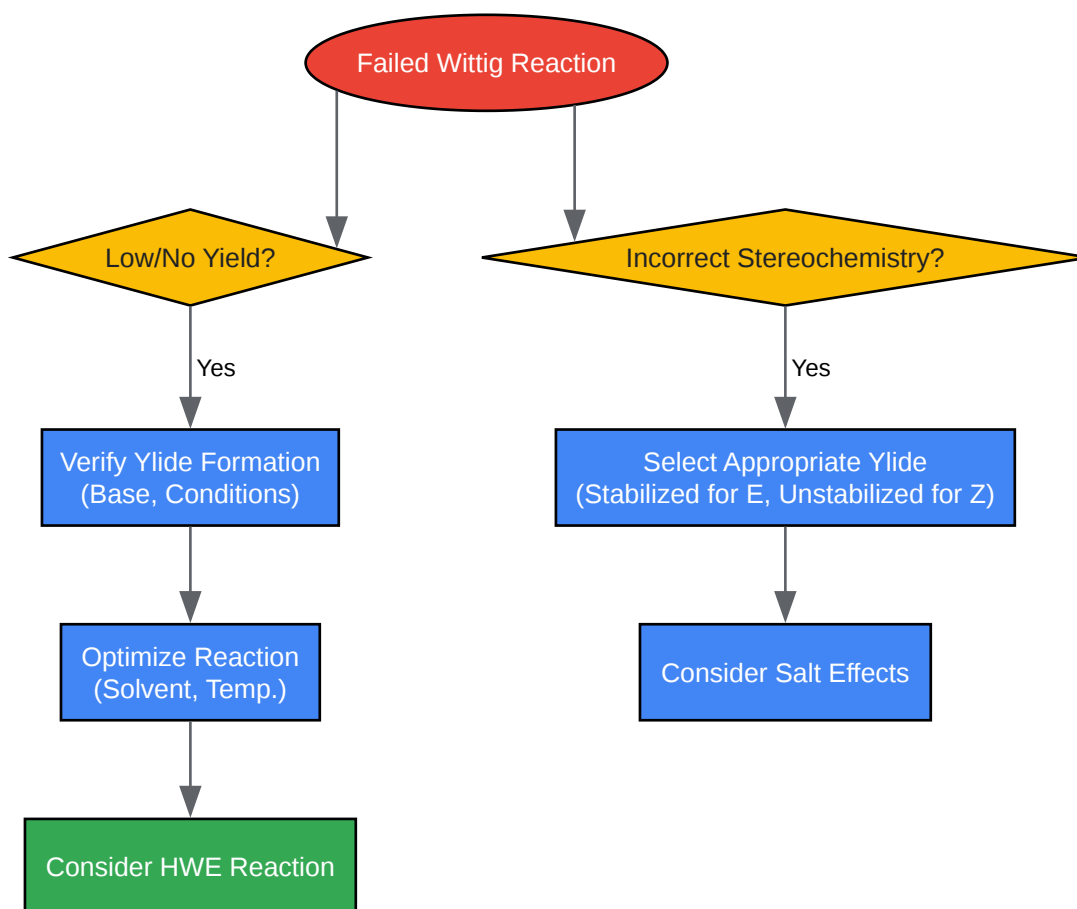 Failed Wittig Reaction
Low/No Yield?
Incorrect Stereochemistry?
Yes
Yes
Verify Ylide Formation
(Base, Conditions)
Select Appropriate Ylide
(Stabilized for E, Unstabilized for Z)
Optimize Reaction
(Solvent, Temp.)
Consider Salt Effects
Consider HWE Reaction